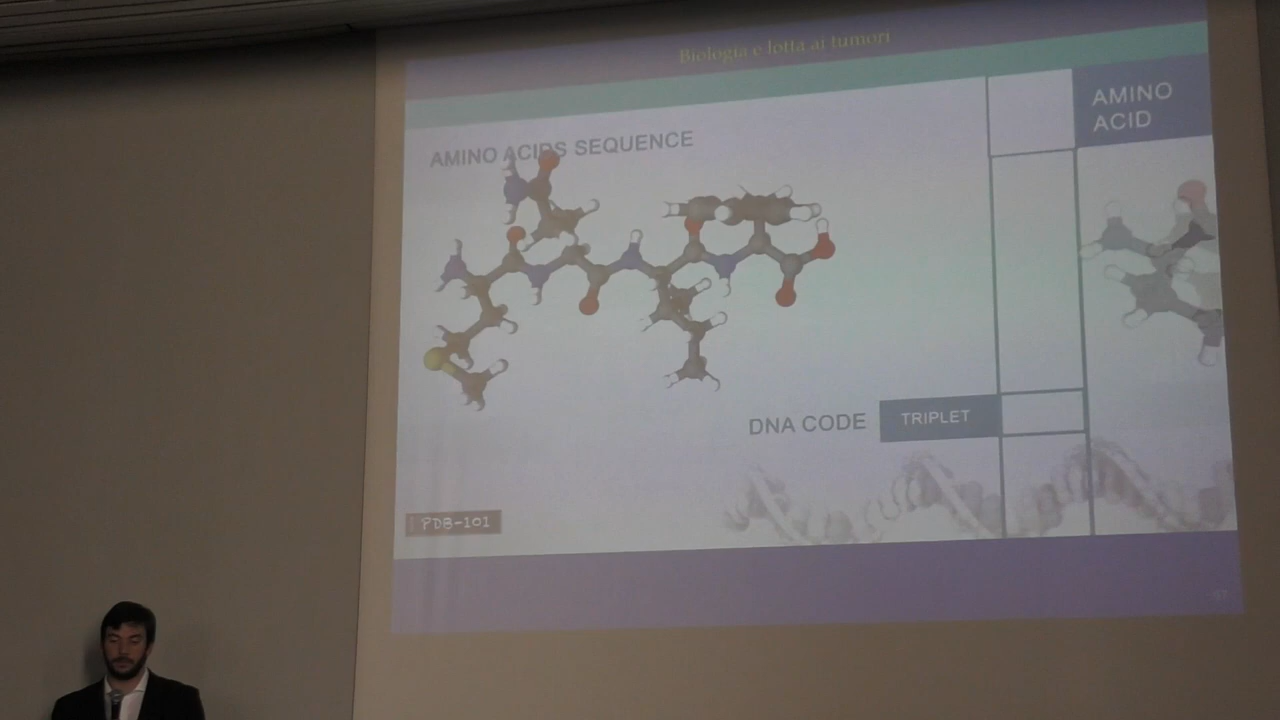 Biologia e lotta ai tumori
AMINO ACIDS SEQUENCE
AMINO
ACID
DNA CODE
TRIPLET
PDB-101